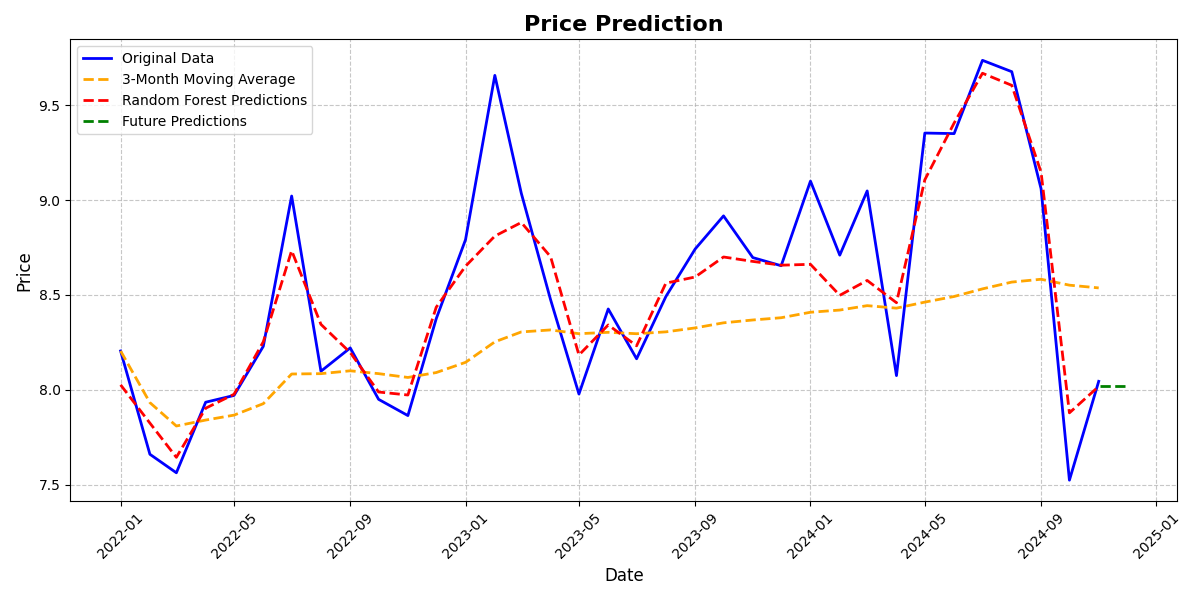 Price Prediction
Original Data
3-Month Moving Average
Random Forest Predictions
Future Predictions
Price
9.5
9.0
8.5
8.0
7.5
2022-01
2022-05
2022-09
2023-01
2023-05
2023-09
2024-01
2024-05
2024-09
2025-01
Date